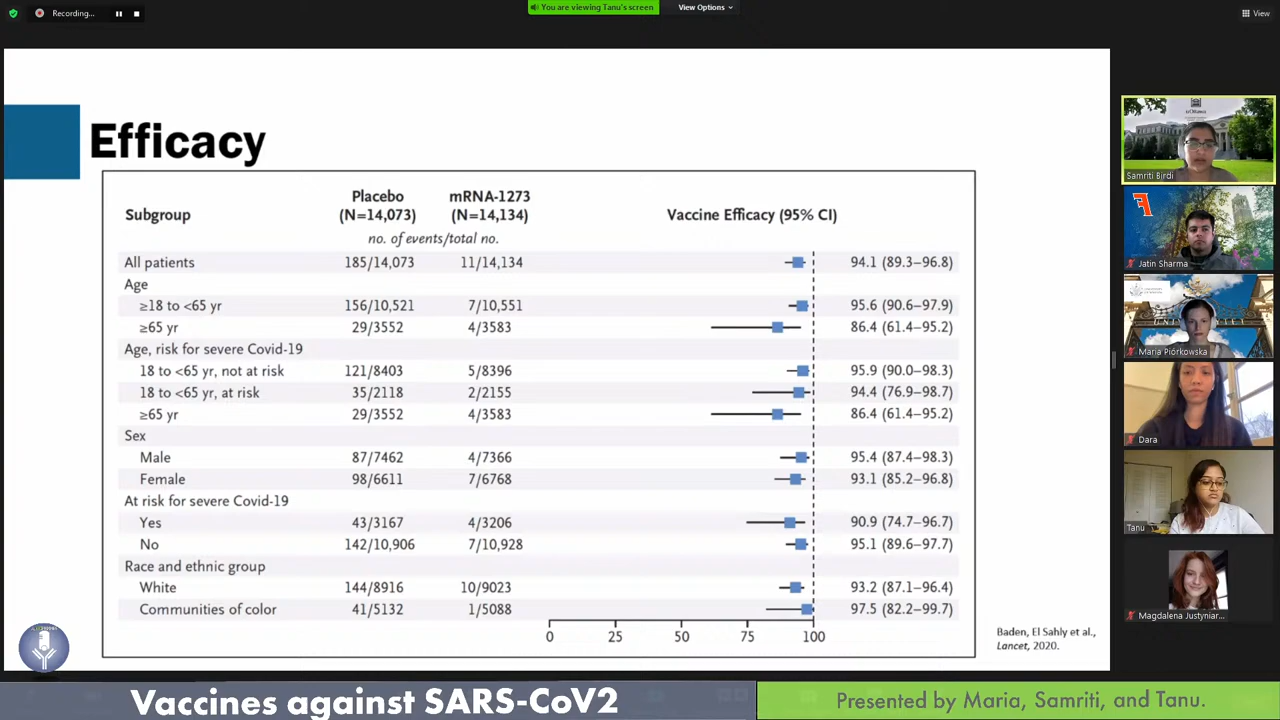 Recording...
You are viewing Tanu's screen
View Options
View
Efficacy
Subgroup
Placebo
(N=14,073)
mRNA-1273
(N=14,134)
Vaccine Efficacy (95% CI)
no. of events/total no.
All patients 185/14,073 11/14,134 94.1 (89.3–96.8)
Age
≥18 to <65 yr 156/10,521 7/10,551 95.6 (90.6–97.9)
≥65 yr 29/3552 4/3583 86.4 (61.4–95.2)
Age, risk for severe Covid-19
18 to <65 yr, not at risk 121/8403 5/8396 95.9 (90.0–98.3)
18 to <65 yr, at risk 35/2118 2/2155 94.4 (76.9–98.7)
≥65 yr 29/3552 4/3583 86.4 (61.4–95.2)
Sex
Male 87/7462 4/7366 95.4 (87.4–98.3)
Female 98/6611 7/6768 93.1 (85.2–96.8)
At risk for severe Covid-19
Yes 43/3167 4/3206 90.9 (74.7–96.7)
No 142/10,906 7/10,928 95.1 (89.6–97.7)
Race and ethnic group
White 144/8916 10/9023 93.2 (87.1–96.4)
Communities of color 41/5132 1/5088 97.5 (82.2–99.7)
0 25 50 75 100
Baden, El Sahly et al.,
Lancet, 2020.
uOttawa
Samriti Birdi
Jatin Sharma
Maria Piórkowska
Dara
Tanu
Magdalena Justyniar...
Vaccines against SARS-CoV2
Presented by Maria, Samriti, and Tanu.